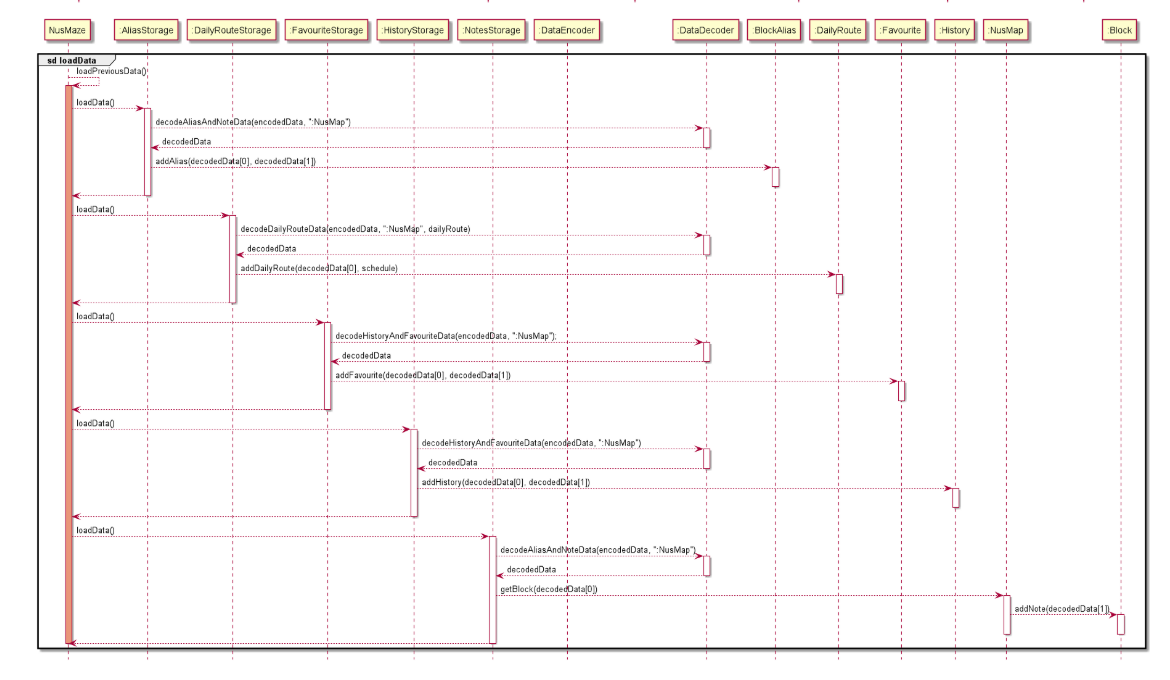 NusMaze :AliasStorage :DailyRouteStorage :FavouriteStorage :HistoryStorage :NotesStorage :DataEncoder :DataDecoder :BlockAlias :DailyRoute :Favourite :History :NusMap :Block
sd loadData
loadPreviousData()
loadData()
decodeAliasAndNoteData(encodedData, ":NusMap")
decodedData
addAlias(decodedData[0], decodedData[1])
loadData()
decodeDailyRouteData(encodedData, ":NusMap", dailyRoute)
decodedData
addDailyRoute(decodedData[0], schedule)
loadData()
decodeHistoryAndFavouriteData(encodedData, ":NusMap");
decodedData
addFavourite(decodedData[0], decodedData[1])
loadData()
decodeHistoryAndFavouriteData(encodedData, ":NusMap")
decodedData
addHistory(decodedData[0], decodedData[1])
loadData()
decodeAliasAndNoteData(encodedData, ":NusMap")
decodedData
getBlock(decodedData[0])
addNote(decodedData[1])